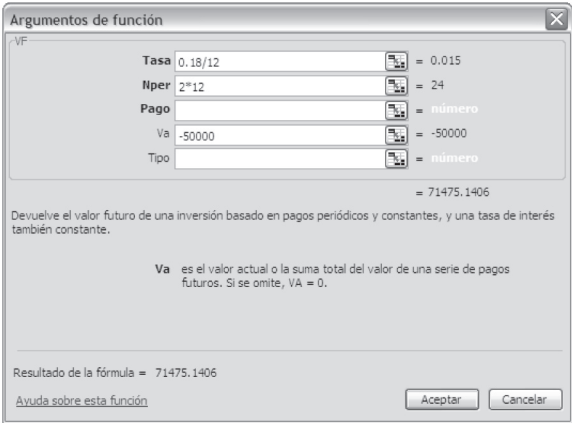 Argumentos de función
VF
Tasa 0.18/12 = 0.015
Nper 2*12 = 24
Pago = número
Va -50000 = -50000
Tipo = número
= 71475.1406
Devuelve el valor futuro de una inversión basado en pagos periódicos y constantes, y una tasa de interés
también constante.
Va es el valor actual o la suma total del valor de una serie de pagos
futuros. Si se omite, VA = 0.
Resultado de la fórmula = 71475.1406
Ayuda sobre esta función
Aceptar Cancelar